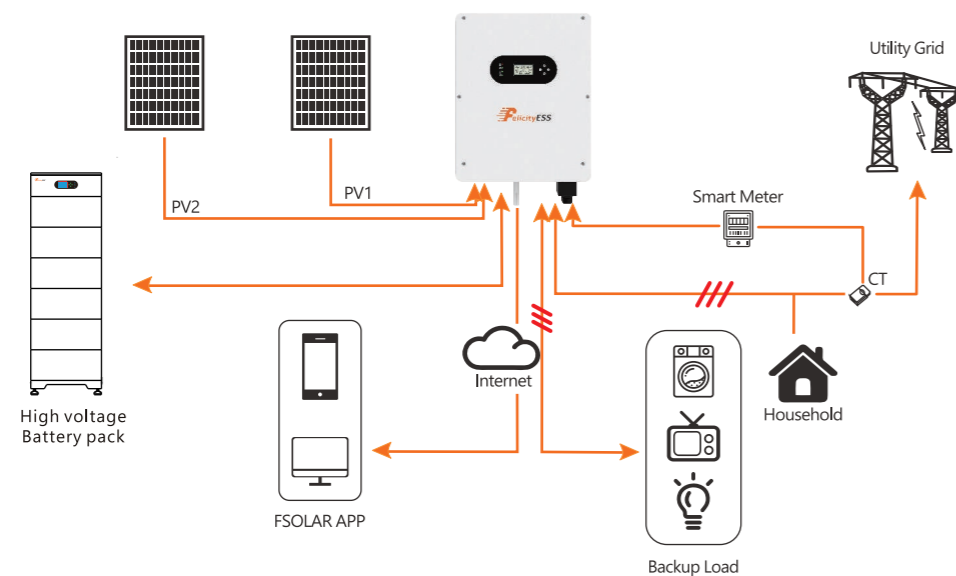 Utility Grid
FelicityESS
PV2
PV1
Smart Meter
CT
Internet
Household
High voltage
Battery pack
FSOLAR APP
Backup Load